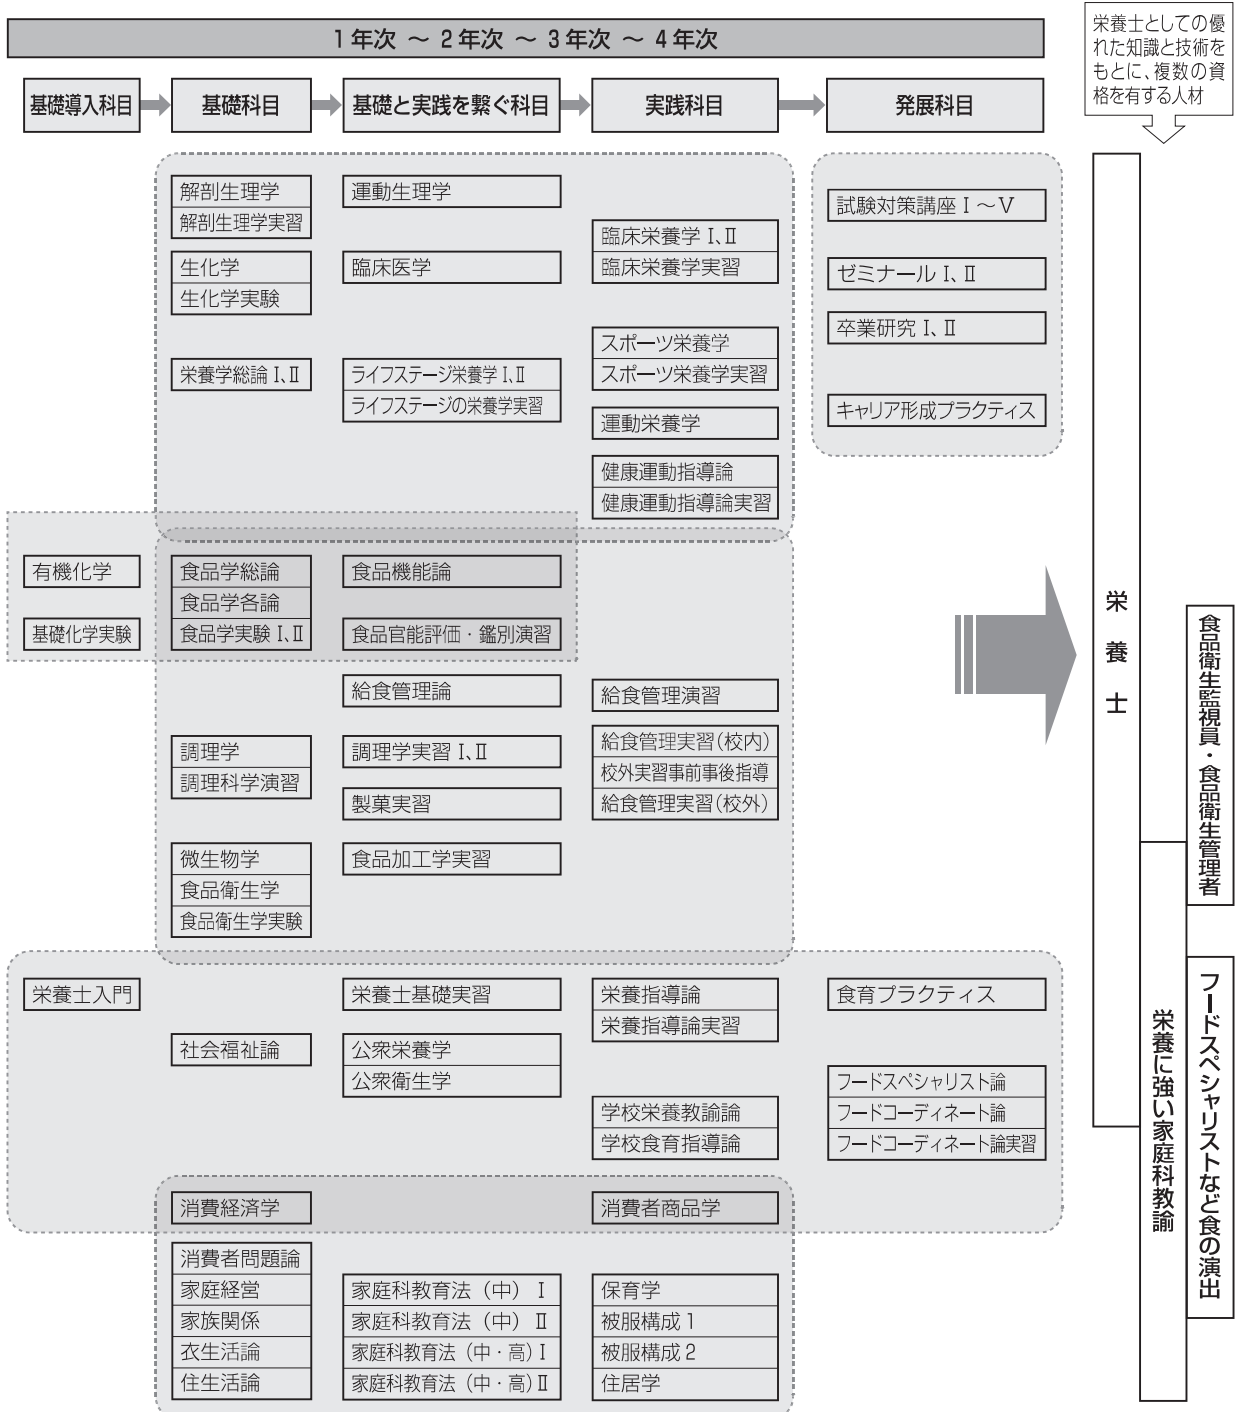 1年次 ～ 2年次 ～ 3年次 ～ 4年次
栄養士としての優
れた知識と技術を
もとに、複数の資
格を有する人材
基礎導入科目
基礎科目
基礎と実践を繋ぐ科目
実践科目
発展科目
解剖生理学
解剖生理学実習
生化学
生化学実験
栄養学総論 Ⅰ、Ⅱ
運動生理学
臨床医学
ライフステージ栄養学 Ⅰ、Ⅱ
ライフステージの栄養学実習
臨床栄養学 Ⅰ、Ⅱ
臨床栄養学実習
スポーツ栄養学
スポーツ栄養学実習
運動栄養学
健康運動指導論
健康運動指導論実習
試験対策講座 Ⅰ～Ⅴ
ゼミナール Ⅰ、Ⅱ
卒業研究 Ⅰ、Ⅱ
キャリア形成プラクティス
有機化学
基礎化学実験
食品学総論
食品学各論
食品学実験 Ⅰ、Ⅱ
食品機能論
食品官能評価・鑑別演習
給食管理論
給食管理演習
調理学
調理科学演習
調理学実習 Ⅰ、Ⅱ
製菓実習
給食管理実習（校内）
校外実習事前事後指導
給食管理実習（校外）
微生物学
食品衛生学
食品衛生学実験
食品加工学実習
栄養士入門
社会福祉論
栄養士基礎実習
公衆栄養学
公衆衛生学
栄養指導論
栄養指導論実習
学校栄養教諭論
学校食育指導論
食育プラクティス
フードスペシャリスト論
フードコーディネート論
フードコーディネート論実習
消費経済学
消費者商品学
消費者問題論
家庭経営
家族関係
衣生活論
住生活論
家庭科教育法（中） Ⅰ
家庭科教育法（中） Ⅱ
家庭科教育法（中・高）Ⅰ
家庭科教育法（中・高）Ⅱ
保育学
被服構成1
被服構成2
住居学
栄養士
食品衛生監視員・食品衛生管理者
栄養に強い家庭科教諭
フードスペシャリストなど食の演出